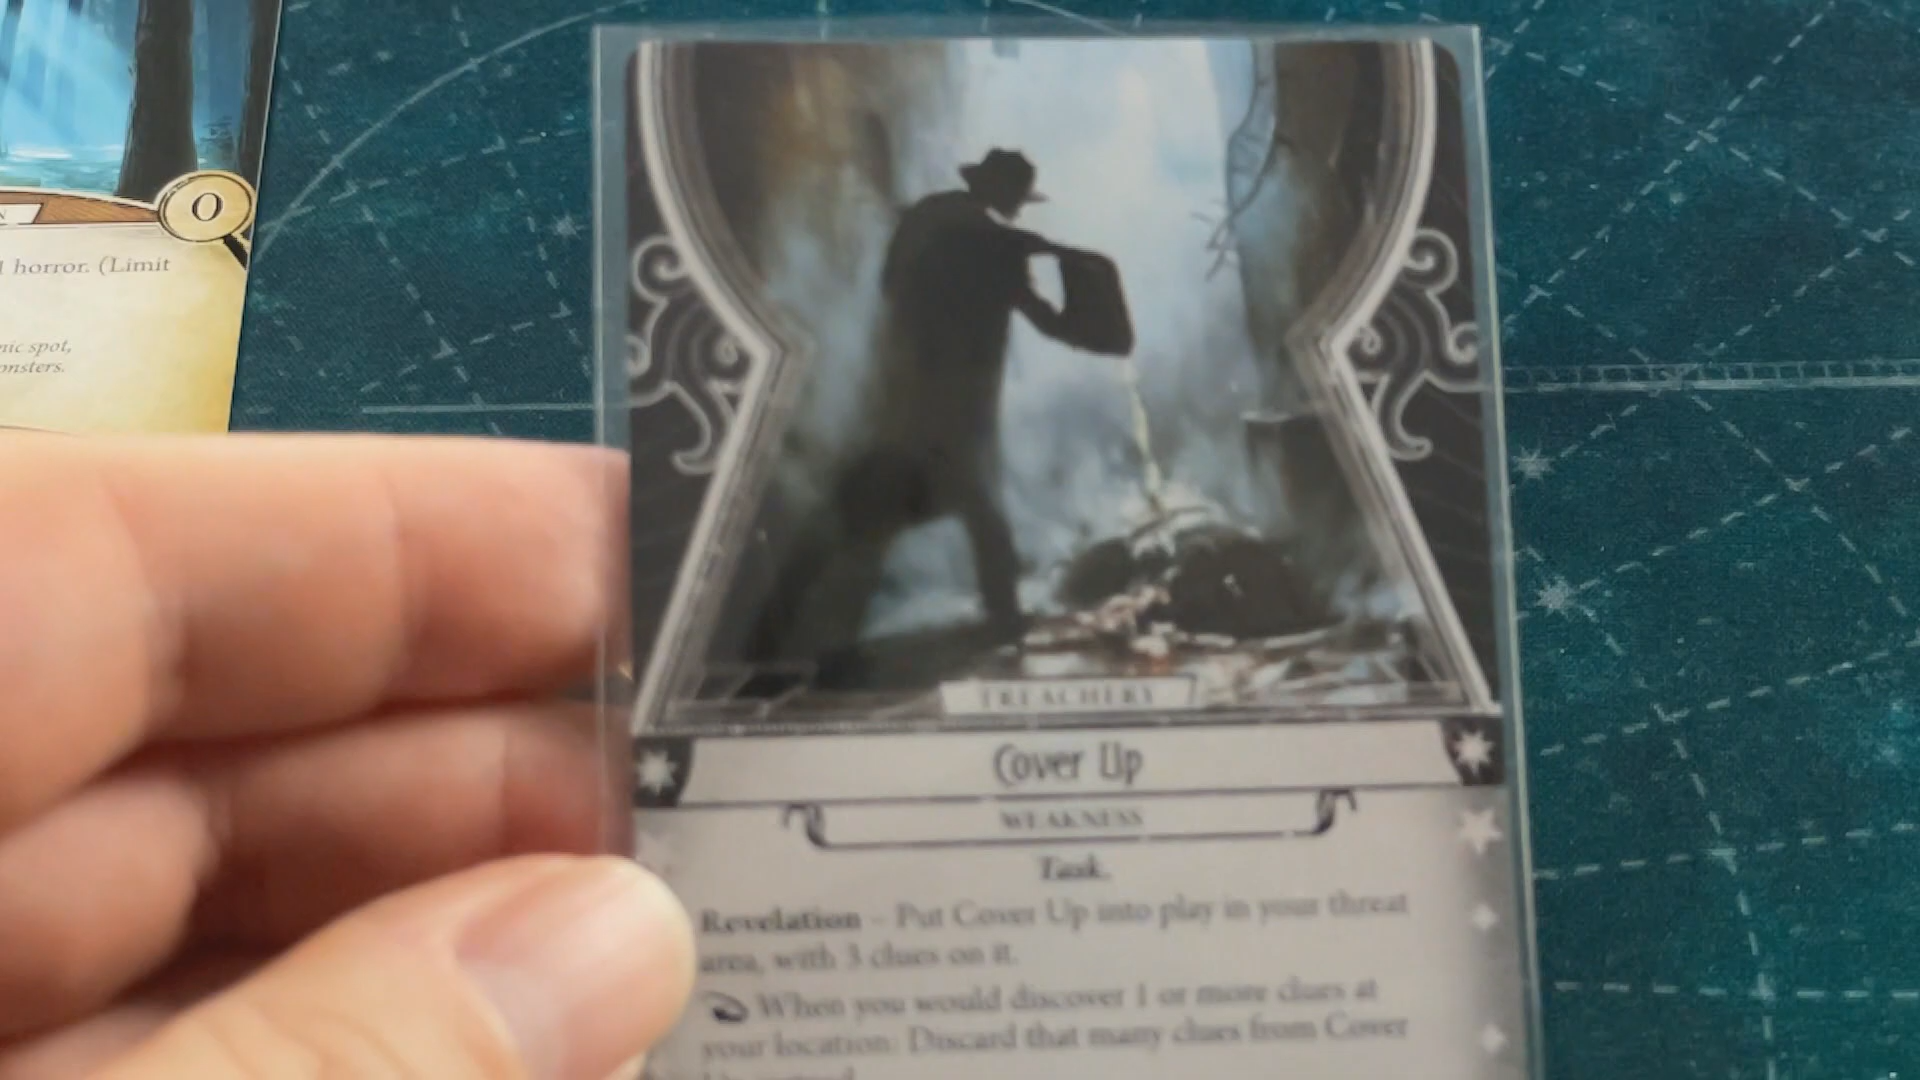 N
0
1 horror. (Limit
nic spot,
onsters.
TREACHERY
Cover Up
WEAKNESS
Task.
Revelation – Put Cover Up into play in your threat
area, with 3 clues on it.
When you would discover 1 or more clues at
your location: Discard that many clues from Cover